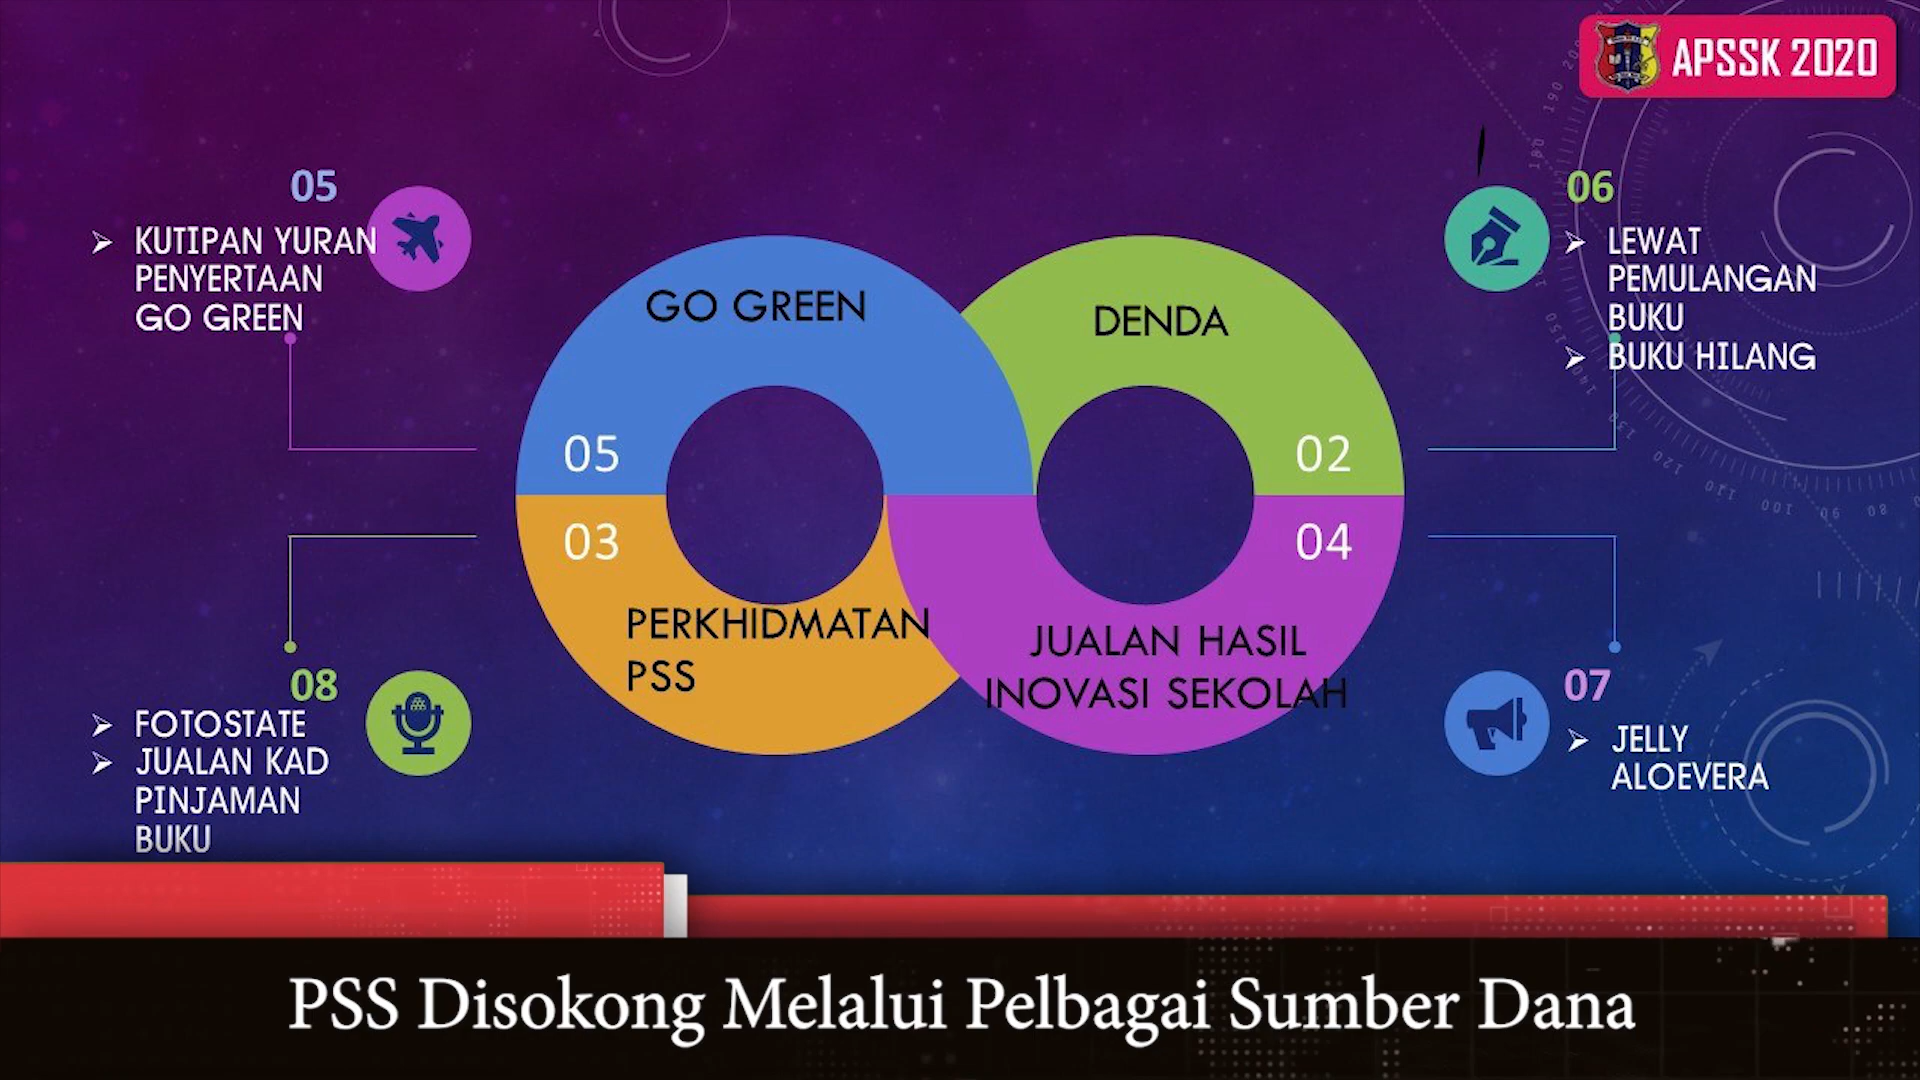 APSSK 2020
05
KUTIPAN YURAN
PENYERTAAN
GO GREEN
06
LEWAT
PEMULANGAN
BUKU
BUKU HILANG
GO GREEN
DENDA
05
02
03
04
PERKHIDMATAN
PSS
JUALAN HASIL
INOVASI SEKOLAH
08
FOTOSTATE
JUALAN KAD
PINJAMAN
BUKU
07
JELLY
ALOEVERA
PSS Disokong Melalui Pelbagai Sumber Dana